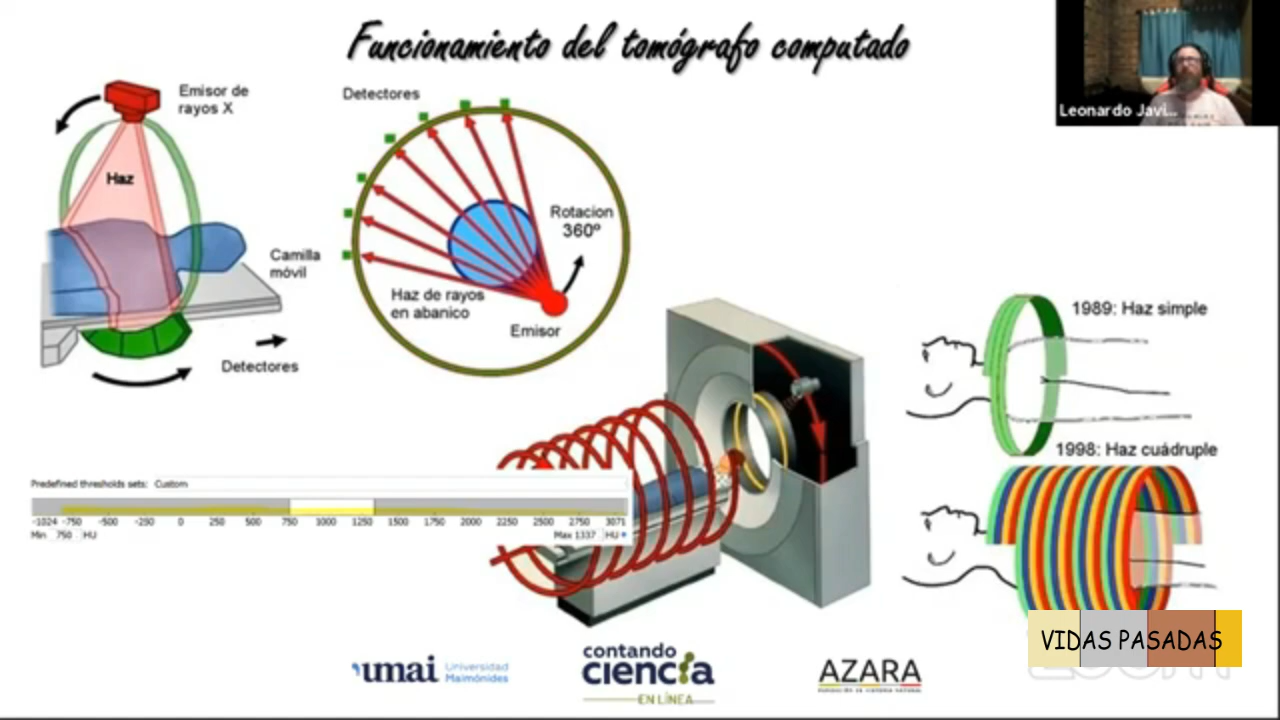 Funcionamiento del tomógrafo computado
Leonardo Javi...
Emisor de
rayos X
Haz
Camilla
móvil
Detectores
Detectores
Rotacion
360º
Haz de rayos
en abanico
Emisor
1989: Haz simple
1998: Haz cuádruple
Predefined thresholds sets: Custom
-1024 -750 -500 -250 0 250 500 750 1000 1250 1500 1750 2000 2250 2500 2750 3071
Min 750 HU Max 1337 HU
VIDAS PASADAS
umai Universidad
Maimónides
contando
ciencia
EN LÍNEA
AZARA